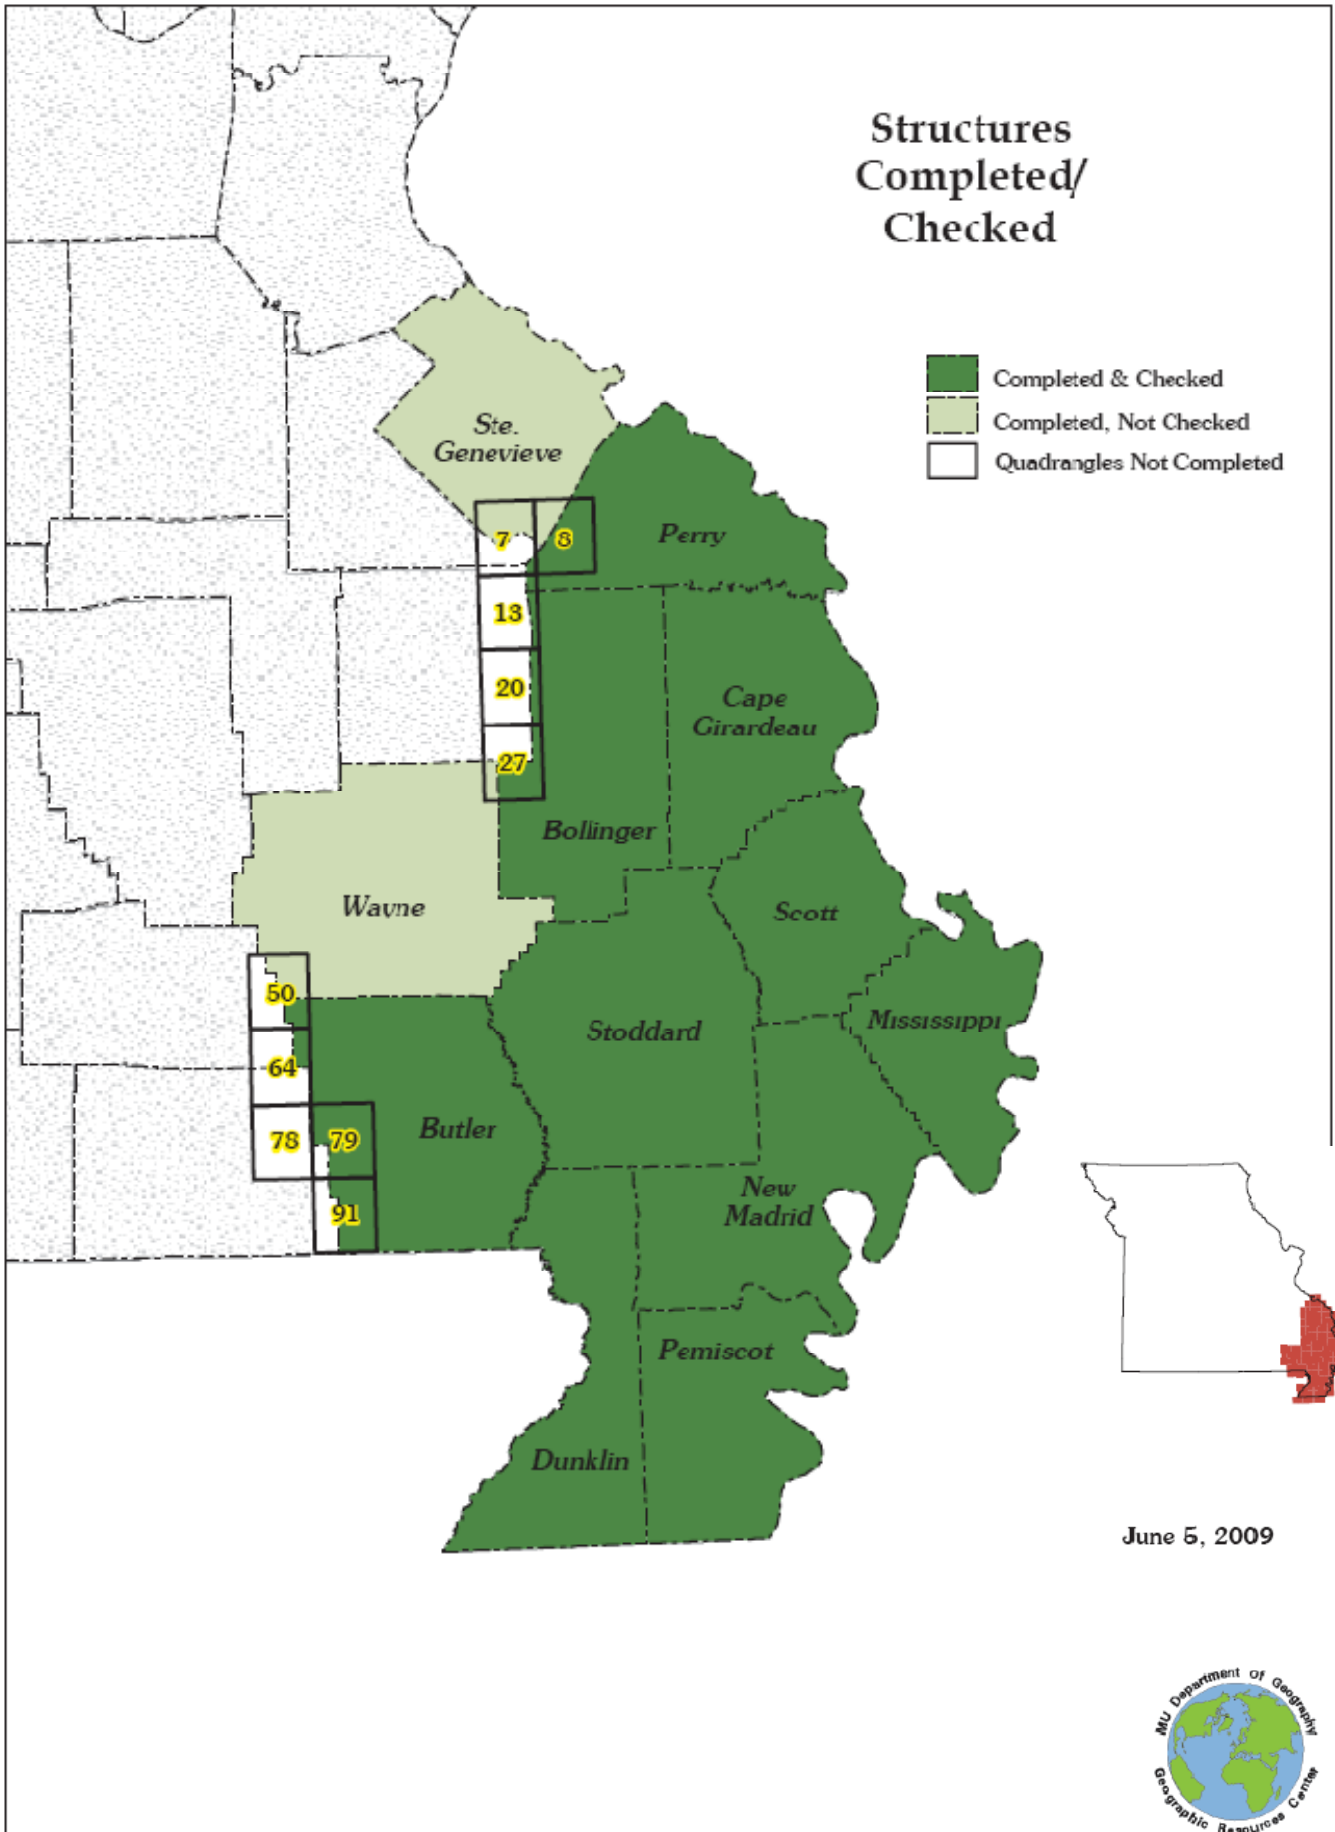 Structures
Completed/
Checked
Completed & Checked
Completed, Not Checked
Quadrangles Not Completed
Ste.
Genevieve
7
8
Perry
13
20
Cape
Girardeau
27
Bollinger
Wayne
Scott
50
Stoddard
Mississippi
64
Butler
78
79
New
Madrid
91
Pemiscot
Dunklin
June 5, 2009
MU Department of Geography
Geographic Resources Center